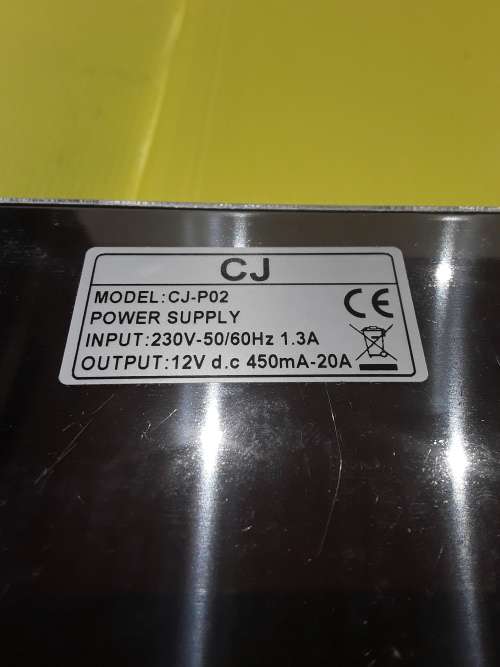 CJ
MODEL:CJ-P02
POWER SUPPLY
INPUT:230V-50/60Hz 1.3A
OUTPUT:12V d.c 450mA-20A
CE